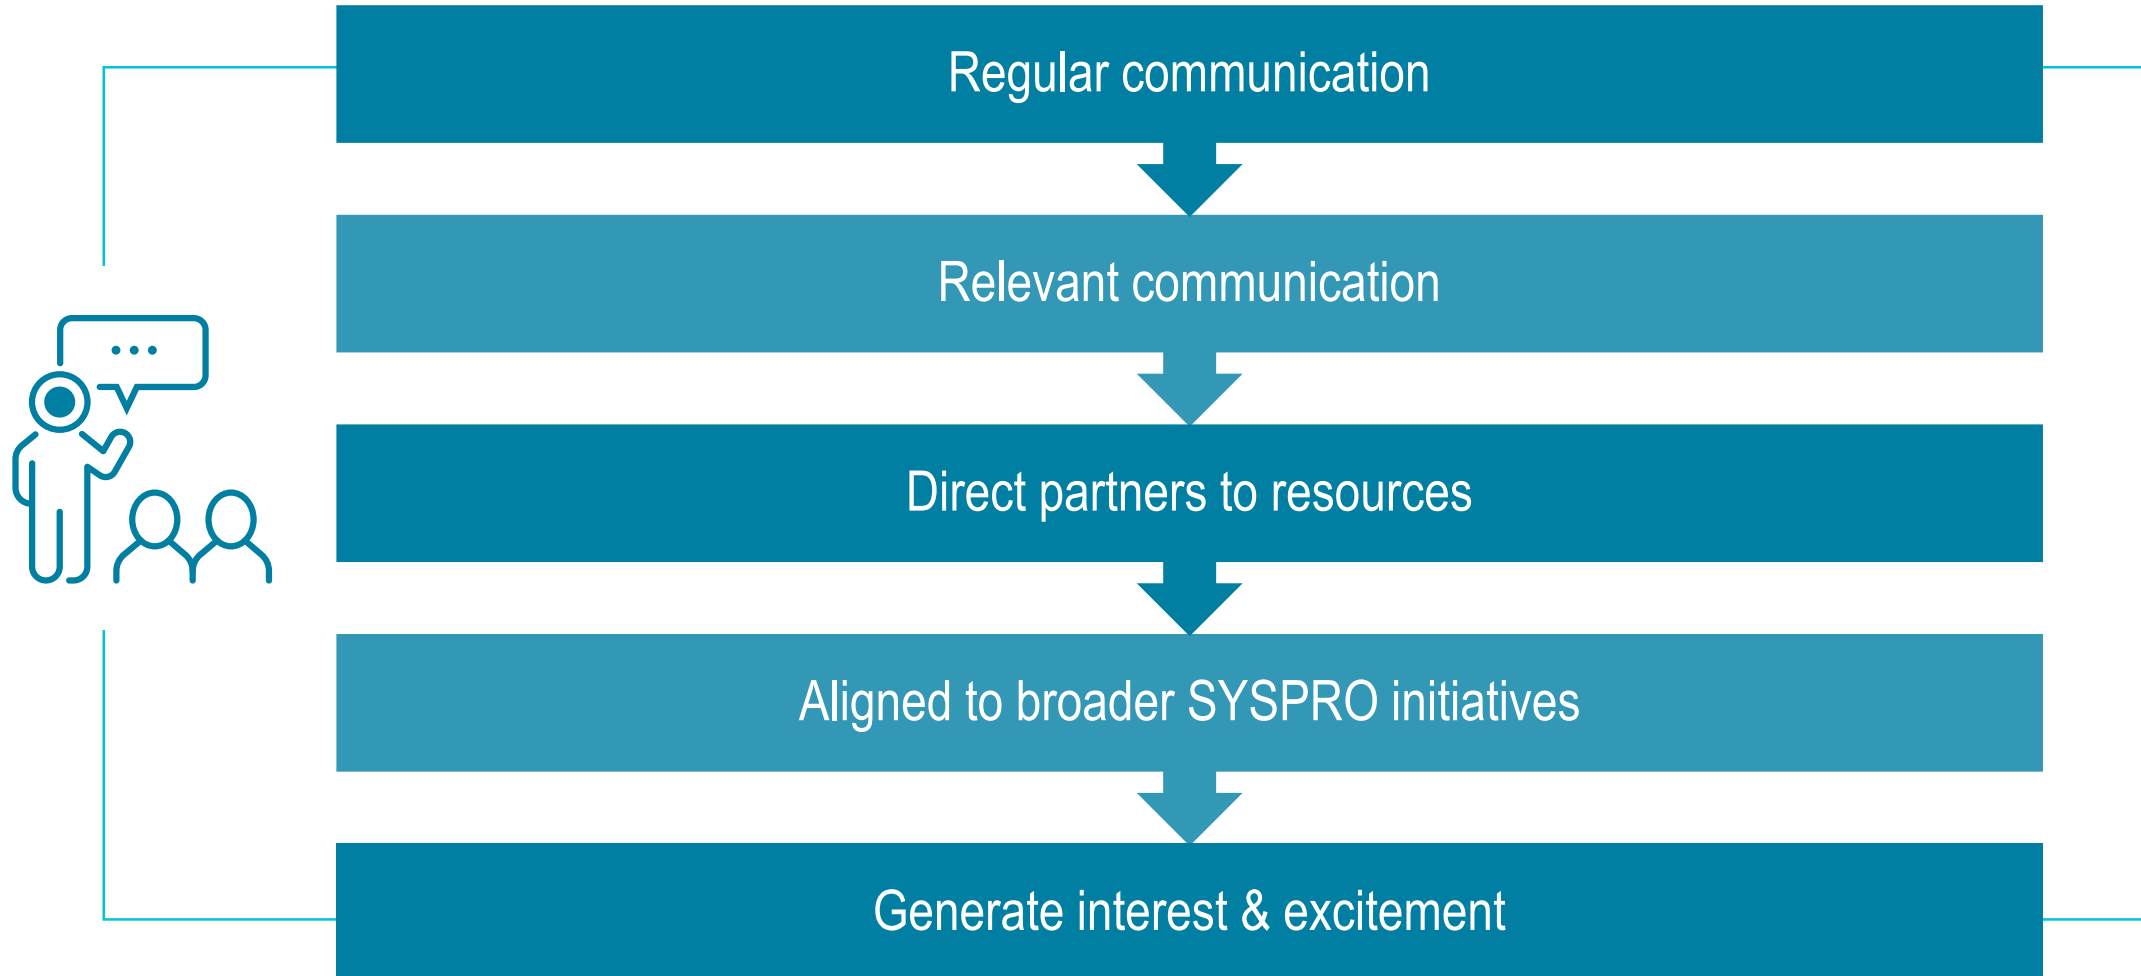 Regular communication
Relevant communication
Direct partners to resources
Aligned to broader SYSPRO initiatives
Generate interest & excitement